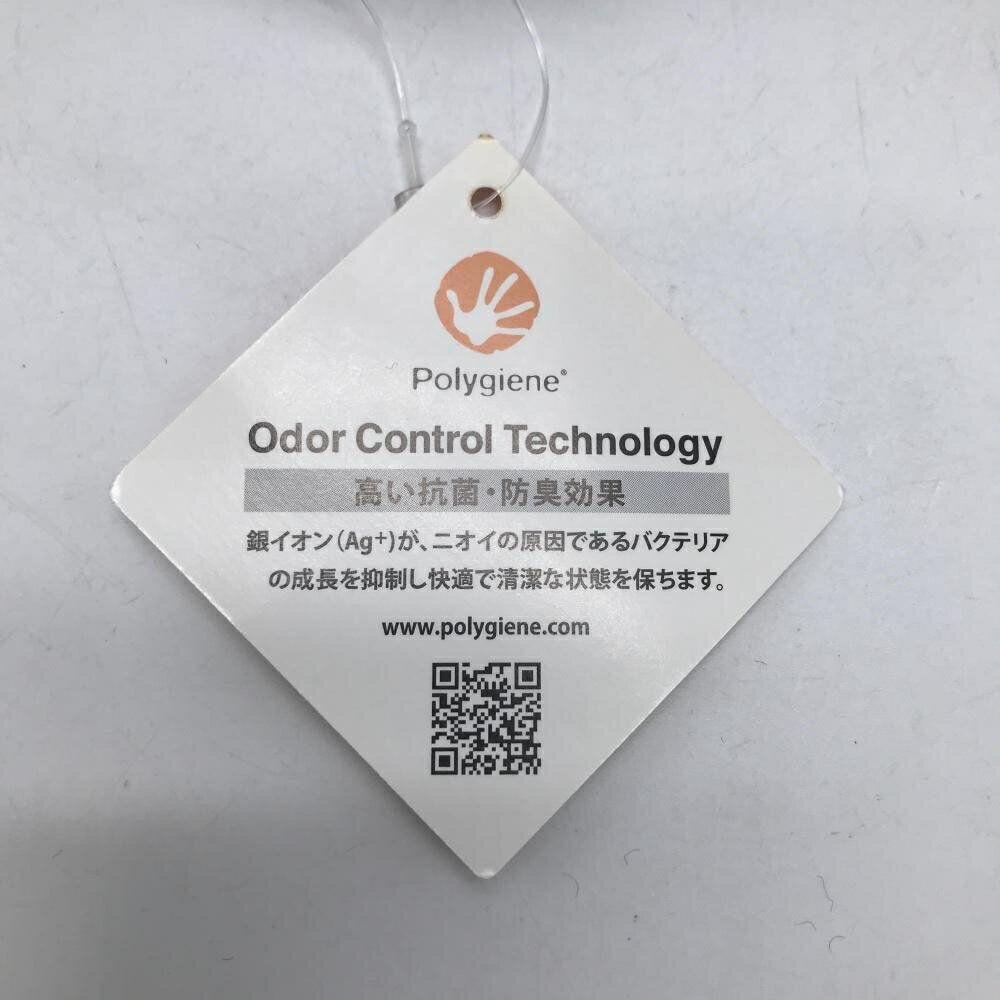 Polygiene®
Odor Control Technology
高い抗菌・防臭効果
銀イオン(Ag⁺)が、ニオイの原因であるバクテリア
の成長を抑制し快適で清潔な状態を保ちます。
www.polygiene.com